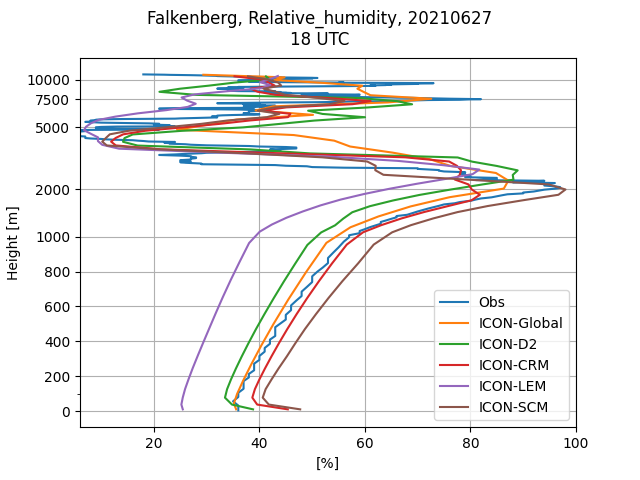 Falkenberg, Relative_humidity, 20210627
18 UTC
10000
7500
5000
2000
1000
800
600
400
200
0
Height [m]
20
40
60
80
100
[%]
Obs
ICON-Global
ICON-D2
ICON-CRM
ICON-LEM
ICON-SCM